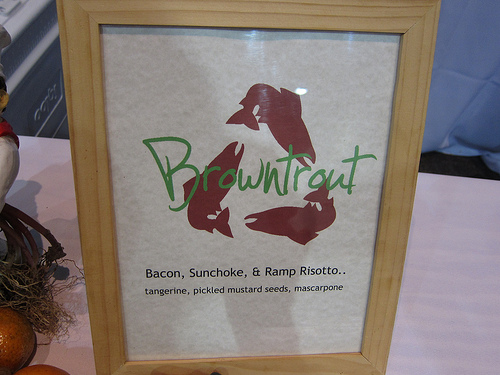 Browntrout
Bacon, Sunchoke, & Ramp Risotto..
tangerine, pickled mustard seeds, mascarpone